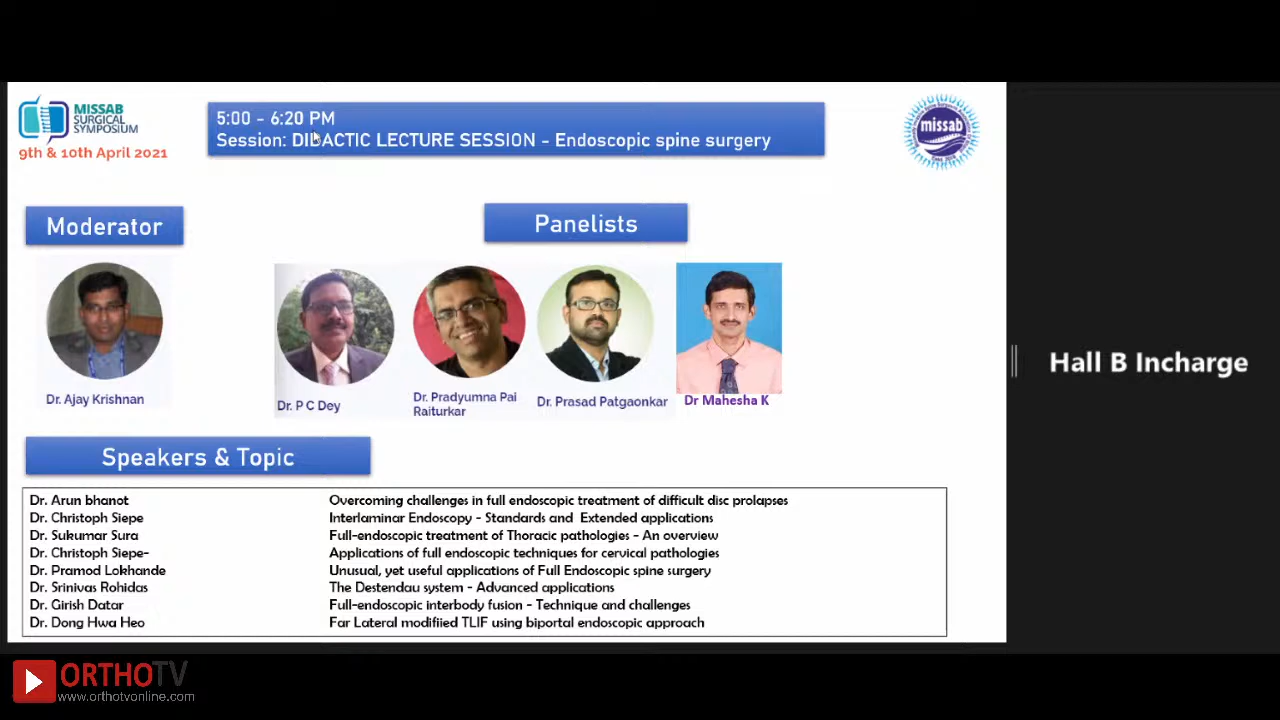 MISSAB
SURGICAL
SYMPOSIUM
9th & 10th April 2021
5:00 - 6:20 PM
Session: DIDACTIC LECTURE SESSION - Endoscopic spine surgery
missab
Moderator
Panelists
Dr. Ajay Krishnan
Dr. P C Dey
Dr. Pradyumna Pai
Raiturkar
Dr. Prasad Patgaonkar
Dr Mahesha K
Hall B Incharge
Speakers & Topic
Dr. Arun bhanot Overcoming challenges in full endoscopic treatment of difficult disc prolapses
Dr. Christoph Siepe Interlaminar Endoscopy - Standards and Extended applications
Dr. Sukumar Sura Full-endoscopic treatment of Thoracic pathologies - An overview
Dr. Christoph Siepe- Applications of full endoscopic techniques for cervical pathologies
Dr. Pramod Lokhande Unusual, yet useful applications of Full Endoscopic spine surgery
Dr. Srinivas Rohidas The Destendau system - Advanced applications
Dr. Girish Datar Full-endoscopic interbody fusion - Technique and challenges
Dr. Dong Hwa Heo Far Lateral modifiied TLIF using biportal endoscopic approach
ORTHOTV
www.orthotvonline.com